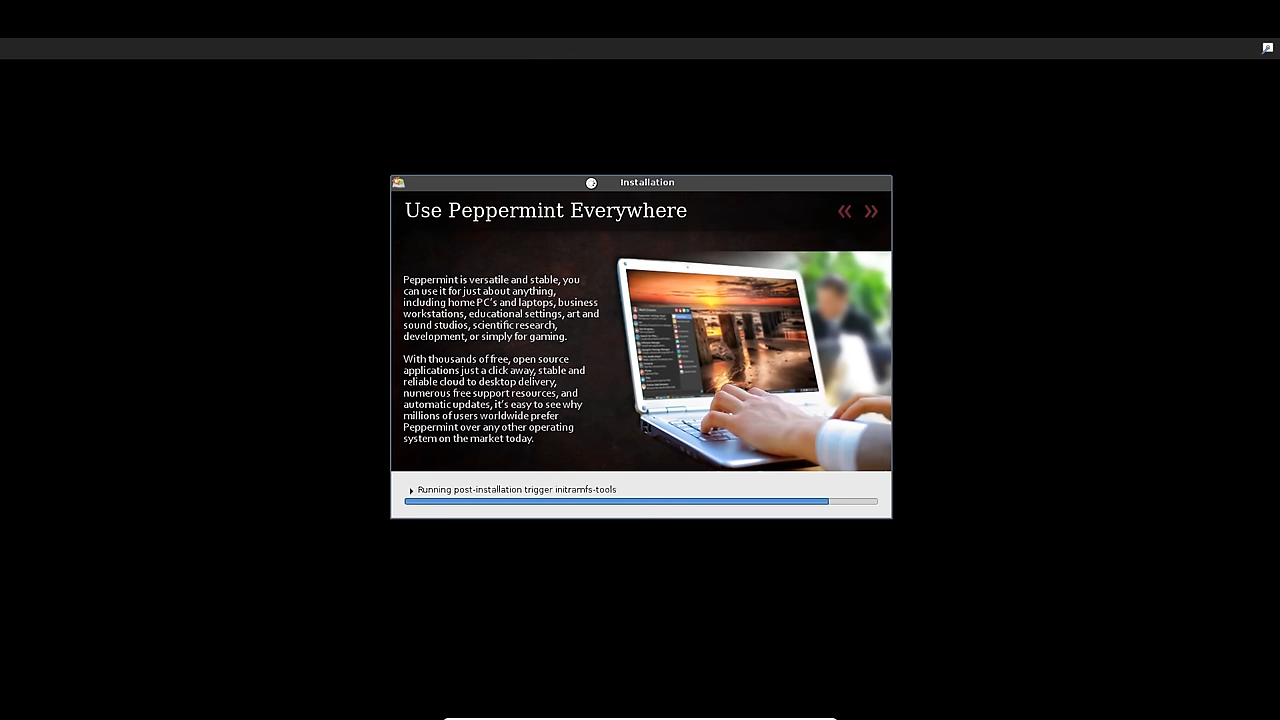 Installation
Use Peppermint Everywhere
Peppermint is versatile and stable, you
can use it for just about anything,
including home PC's and laptops, business
workstations, educational settings, art and
sound studios, scientific research,
development, or simply for gaming.
With thousands of free, open source
applications just a click away, stable and
reliable cloud to desktop delivery,
numerous free support resources, and
automatic updates, it's easy to see why
millions of users worldwide prefer
Peppermint over any other operating
system on the market today.
Running post-installation trigger initramfs-tools